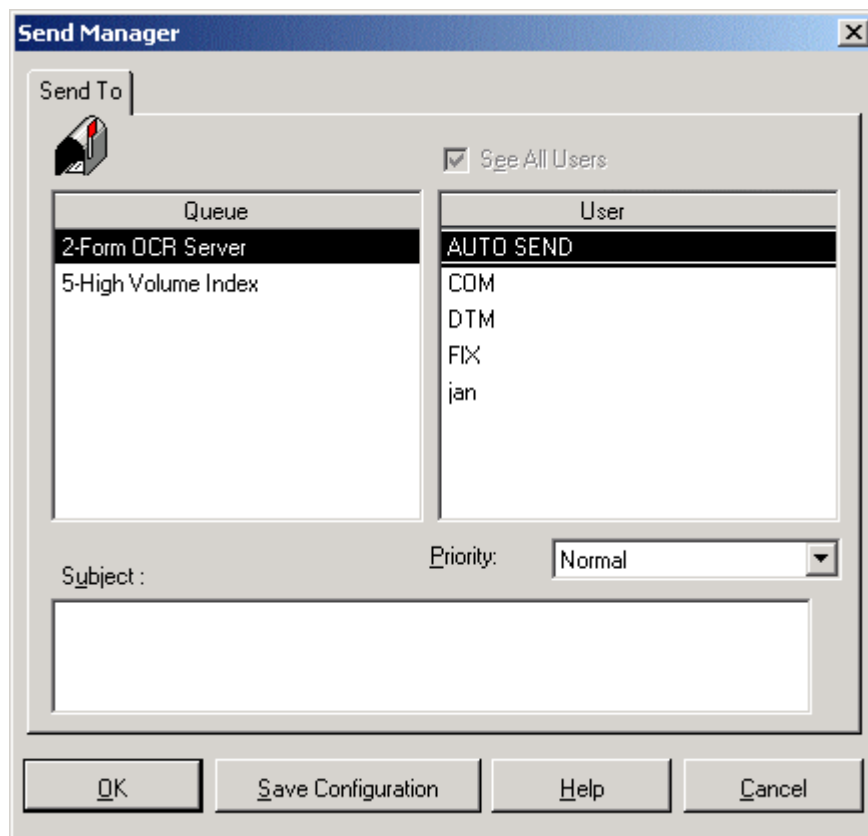 Send Manager
Send To
See All Users
Queue
User
2-Form OCR Server
5-High Volume Index
AUTO SEND
COM
DTM
FIX
jan
Priority:
Normal
Subject :
OK
Save Configuration
Help
Cancel